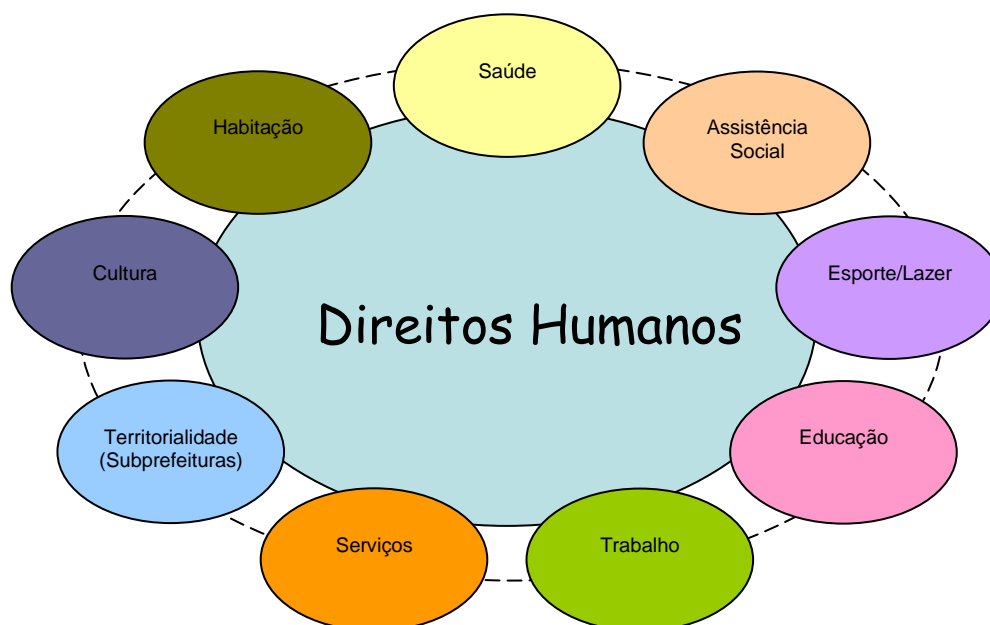 Saúde
Habitação
Assistência
Social
Cultura
Esporte/Lazer
Direitos Humanos
Territorialidade
(Subprefeituras)
Educação
Serviços
Trabalho